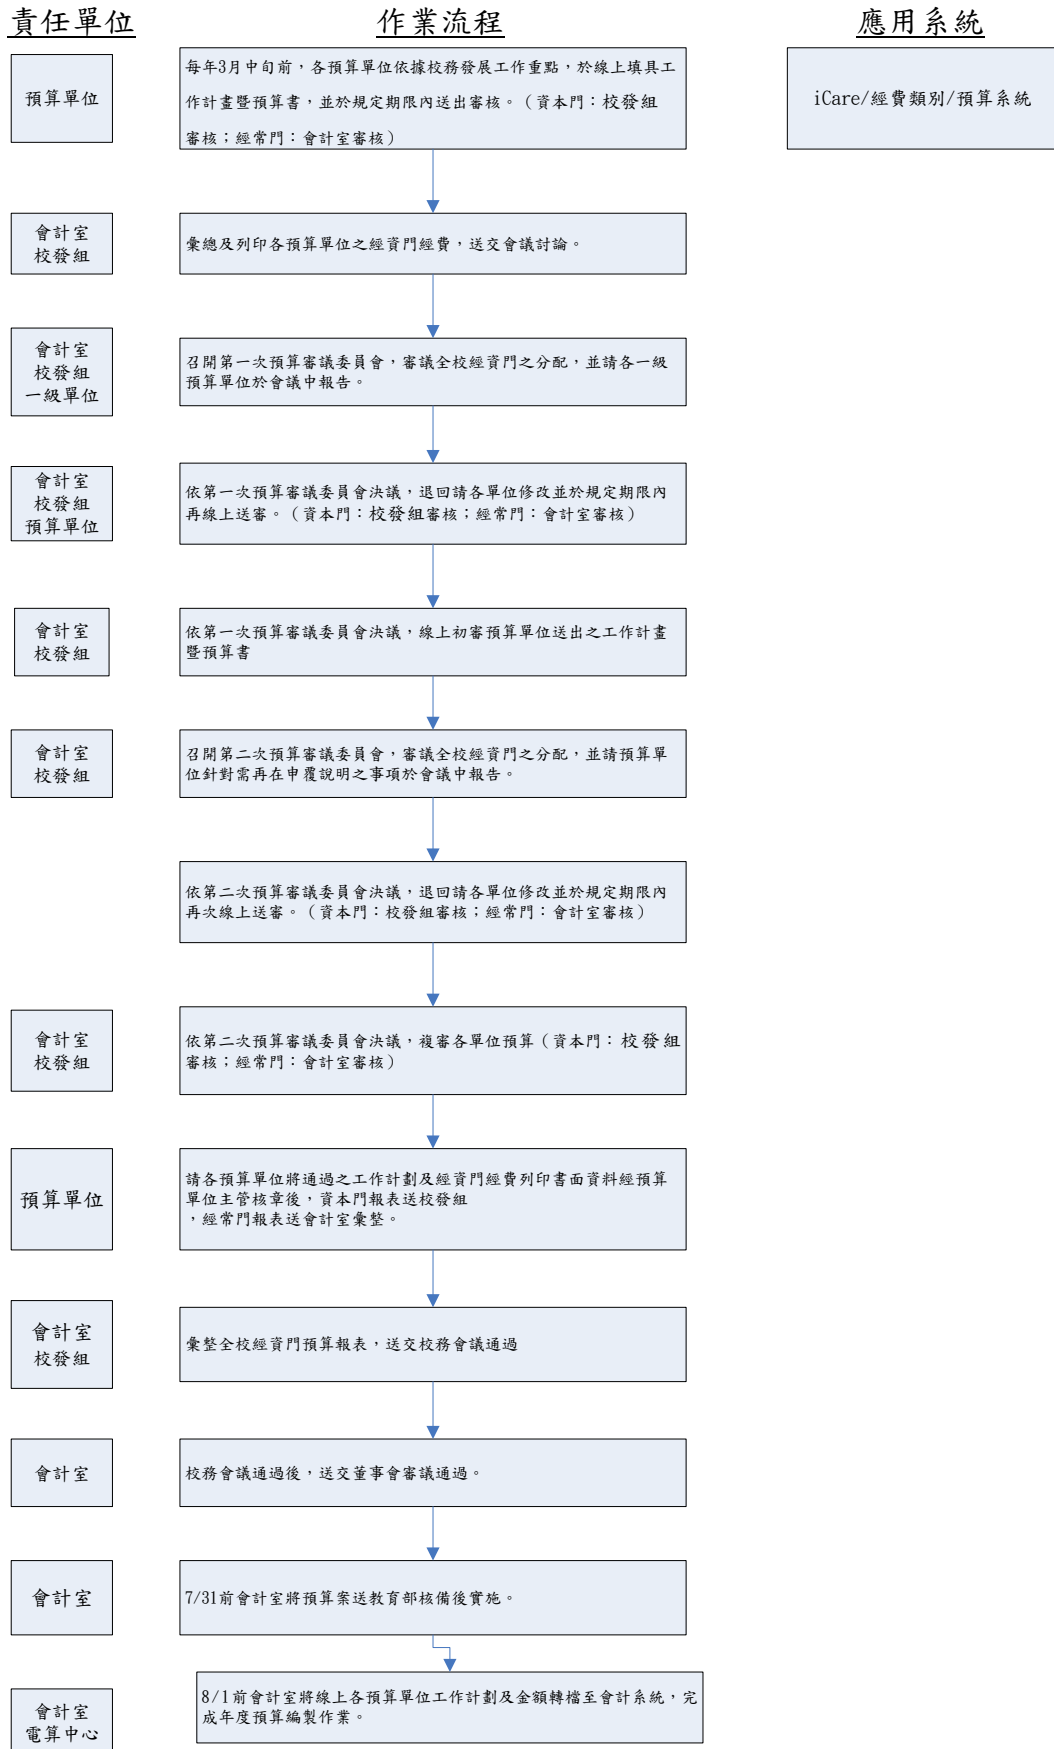 責任單位
作業流程
應用系統
預算單位
每年3月中旬前，各預算單位依據校務發展工作重點，於線上填具工
作計畫暨預算書，並於規定期限內送出審核。（資本門：校發組
審核；經常門：會計室審核）
iCare/經費類別/預算系統
會計室
校發組
彙總及列印各預算單位之經資門經費，送交會議討論。
會計室
校發組
一級單位
召開第一次預算審議委員會，審議全校經資門之分配，並請各一級
預算單位於會議中報告。
會計室
校發組
預算單位
依第一次預算審議委員會決議，退回請各單位修改並於規定期限內
再線上送審。（資本門：校發組審核；經常門：會計室審核）
會計室
校發組
依第一次預算審議委員會決議，線上初審預算單位送出之工作計畫
暨預算書
會計室
校發組
召開第二次預算審議委員會，審議全校經資門之分配，並請預算單
位針對需再在申覆說明之事項於會議中報告。
依第二次預算審議委員會決議，退回請各單位修改並於規定期限內
再次線上送審。（資本門：校發組審核；經常門：會計室審核）
會計室
校發組
依第二次預算審議委員會決議，複審各單位預算（資本門：校發組
審核；經常門：會計室審核）
預算單位
請各預算單位將通過之工作計劃及經資門經費列印書面資料經預算
單位主管核章後，資本門報表送校發組
，經常門報表送會計室彙整。
會計室
校發組
彙整全校經資門預算報表，送交校務會議通過
會計室
校務會議通過後，送交董事會審議通過。
會計室
7/31前會計室將預算案送教育部核備後實施。
會計室
電算中心
8/1前會計室將線上各預算單位工作計劃及金額轉檔至會計系統，完
成年度預算編製作業。